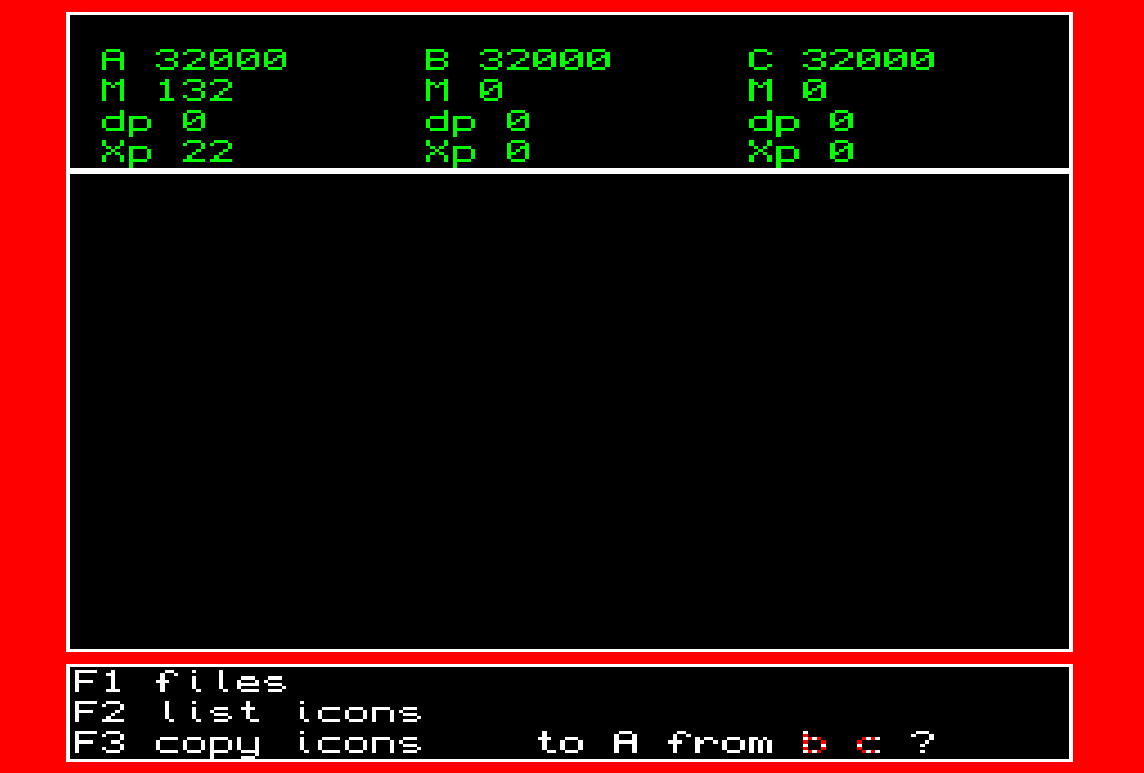 A 32000 B 32000 C 32000
M 132 M 0 M 0
dp 0 dp 0 dp 0
Xp 22 Xp 0 Xp 0
F1 files
F2 list icons
F3 copy icons to A from b c ?